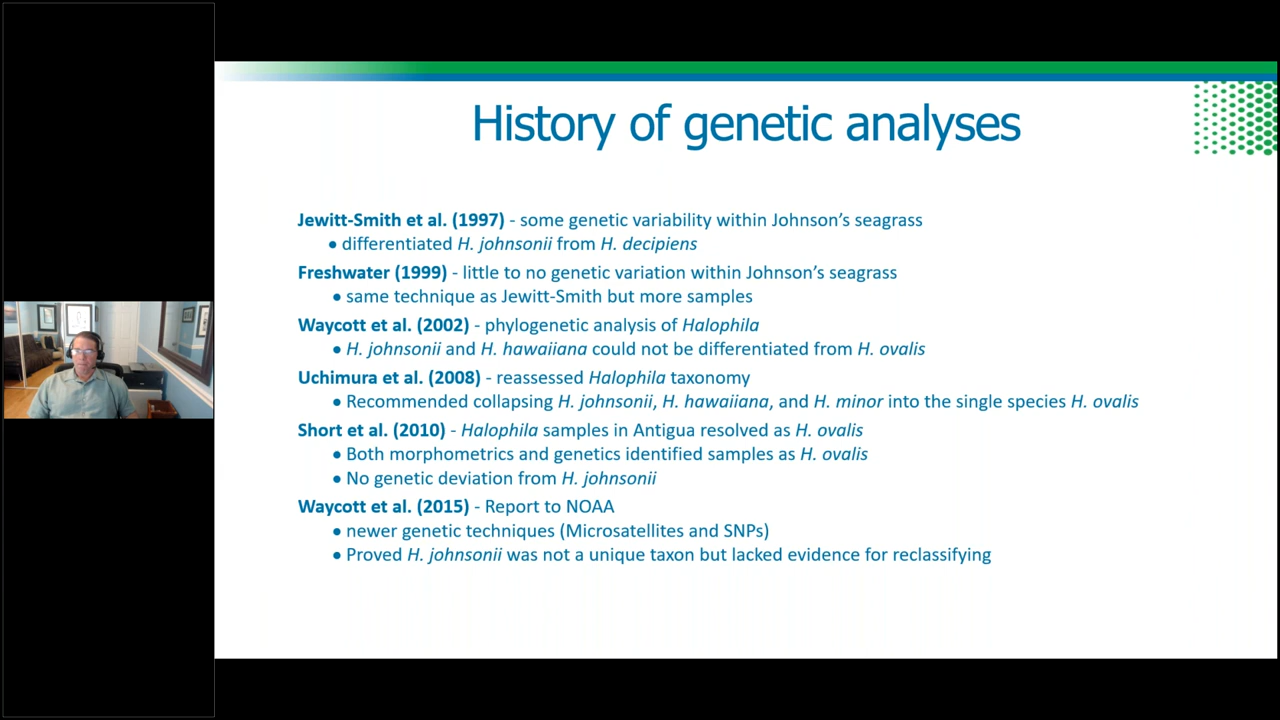 History of genetic analyses
Jewitt-Smith et al. (1997) - some genetic variability within Johnson’s seagrass
● differentiated H. johnsonii from H. decipiens
Freshwater (1999) - little to no genetic variation within Johnson’s seagrass
● same technique as Jewitt-Smith but more samples
Waycott et al. (2002) - phylogenetic analysis of Halophila
● H. johnsonii and H. hawaiiana could not be differentiated from H. ovalis
Uchimura et al. (2008) - reassessed Halophila taxonomy
● Recommended collapsing H. johnsonii, H. hawaiiana, and H. minor into the single species H. ovalis
Short et al. (2010) - Halophila samples in Antigua resolved as H. ovalis
● Both morphometrics and genetics identified samples as H. ovalis
● No genetic deviation from H. johnsonii
Waycott et al. (2015) - Report to NOAA
● newer genetic techniques (Microsatellites and SNPs)
● Proved H. johnsonii was not a unique taxon but lacked evidence for reclassifying